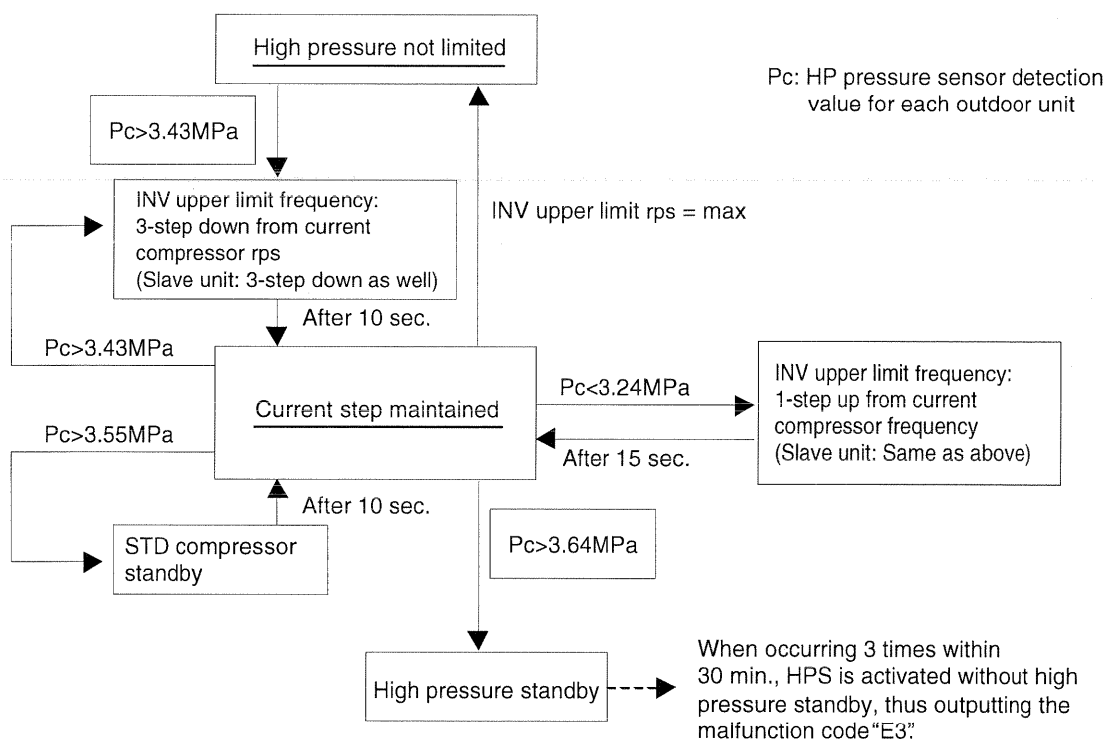 High pressure not limited
Pc: HP pressure sensor detection
value for each outdoor unit
Pc>3.43MPa
INV upper limit frequency:
3-step down from current
compressor rps
(Slave unit: 3-step down as well)
INV upper limit rps = max
After 10 sec.
Pc>3.43MPa
Current step maintained
Pc<3.24MPa
After 15 sec.
INV upper limit frequency:
1-step up from current
compressor frequency
(Slave unit: Same as above)
Pc>3.55MPa
After 10 sec.
STD compressor
standby
Pc>3.64MPa
High pressure standby
When occurring 3 times within
30 min., HPS is activated without high
pressure standby, thus outputting the
malfunction code "E3".